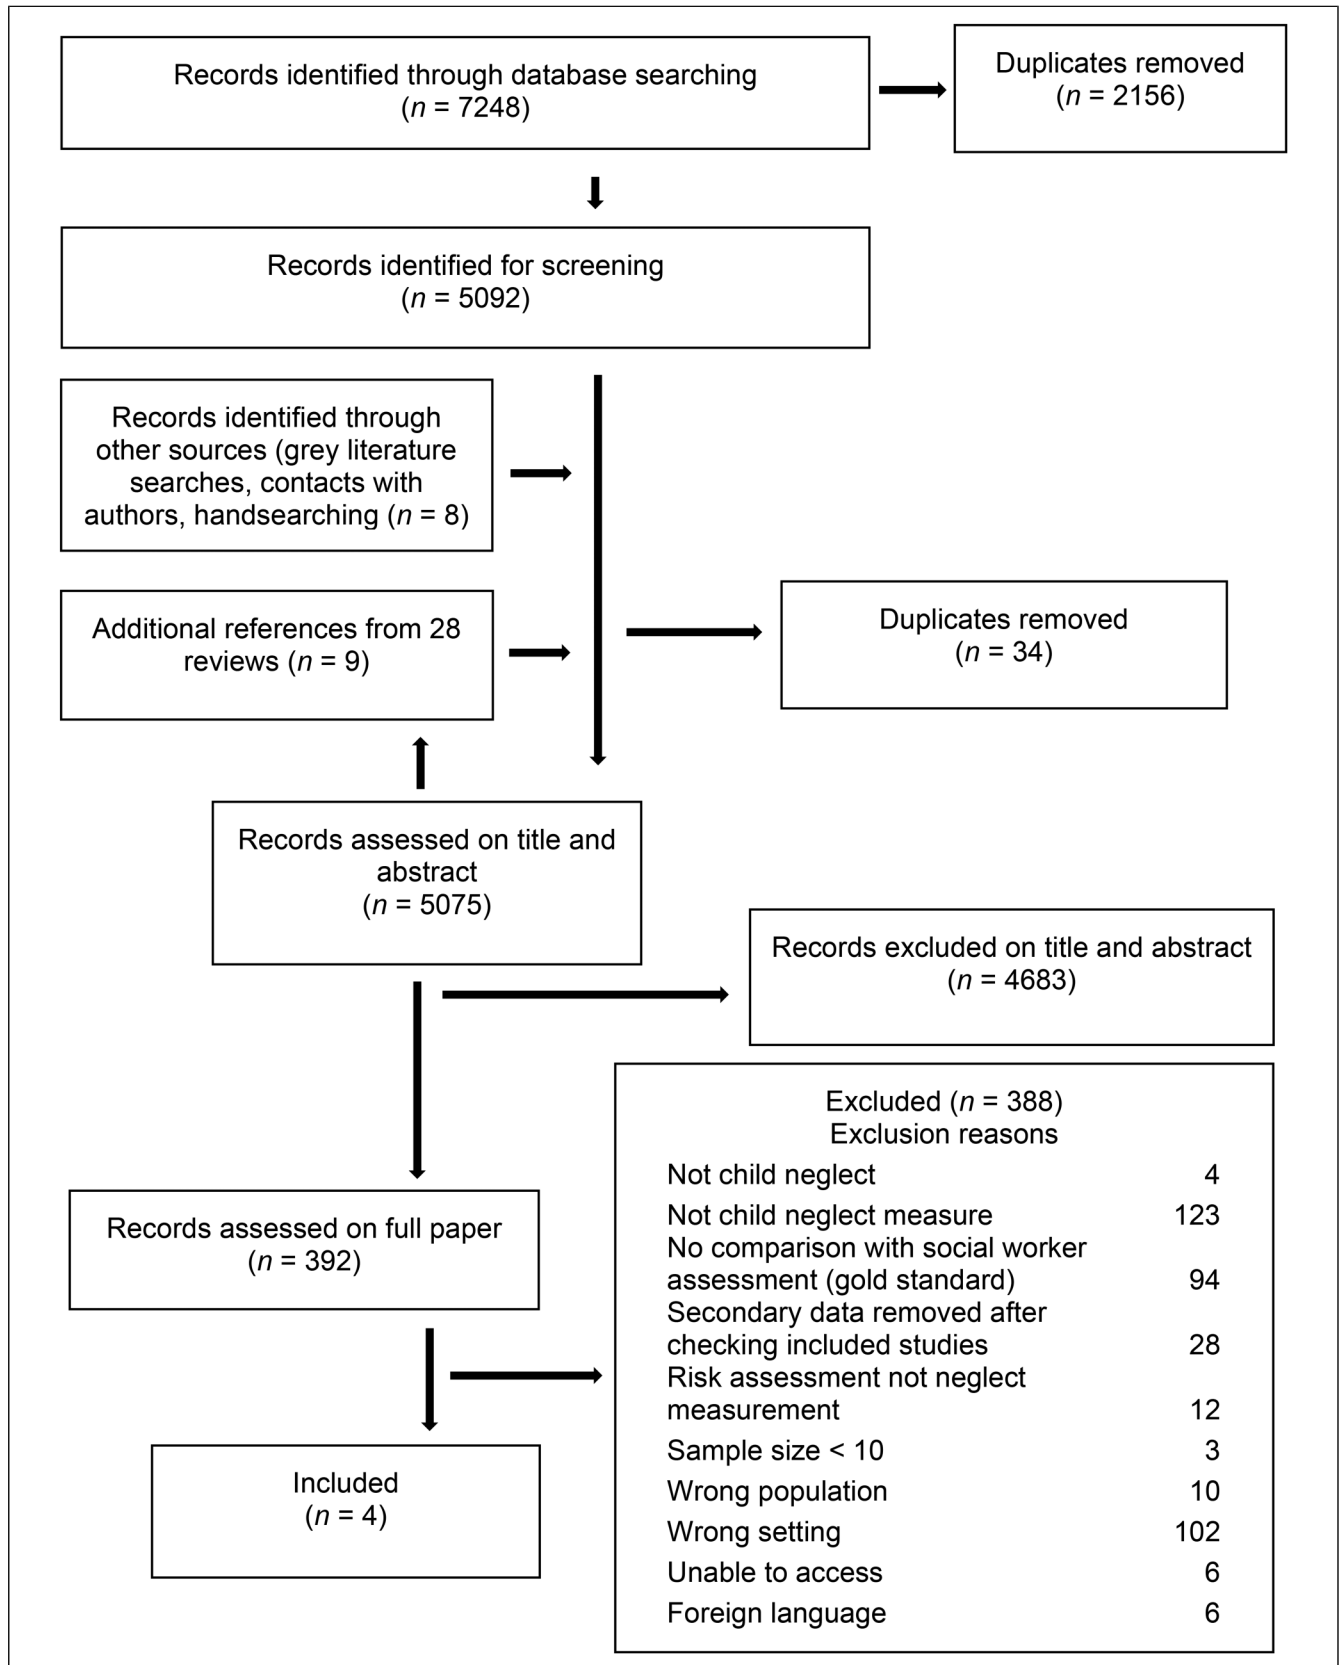 Records identified through database searching
(n = 7248)
Duplicates removed
(n = 2156)
Records identified for screening
(n = 5092)
Records identified through
other sources (grey literature
searches, contacts with
authors, handsearching (n = 8)
Additional references from 28
reviews (n = 9)
Duplicates removed
(n = 34)
Records assessed on title and
abstract
(n = 5075)
Records excluded on title and abstract
(n = 4683)
Records assessed on full paper
(n = 392)
Excluded (n = 388)
Exclusion reasons
Not child neglect 4
Not child neglect measure 123
No comparison with social worker
assessment (gold standard) 94
Secondary data removed after
checking included studies 28
Risk assessment not neglect
measurement 12
Sample size < 10 3
Wrong population 10
Wrong setting 102
Unable to access 6
Foreign language 6
Included
(n = 4)